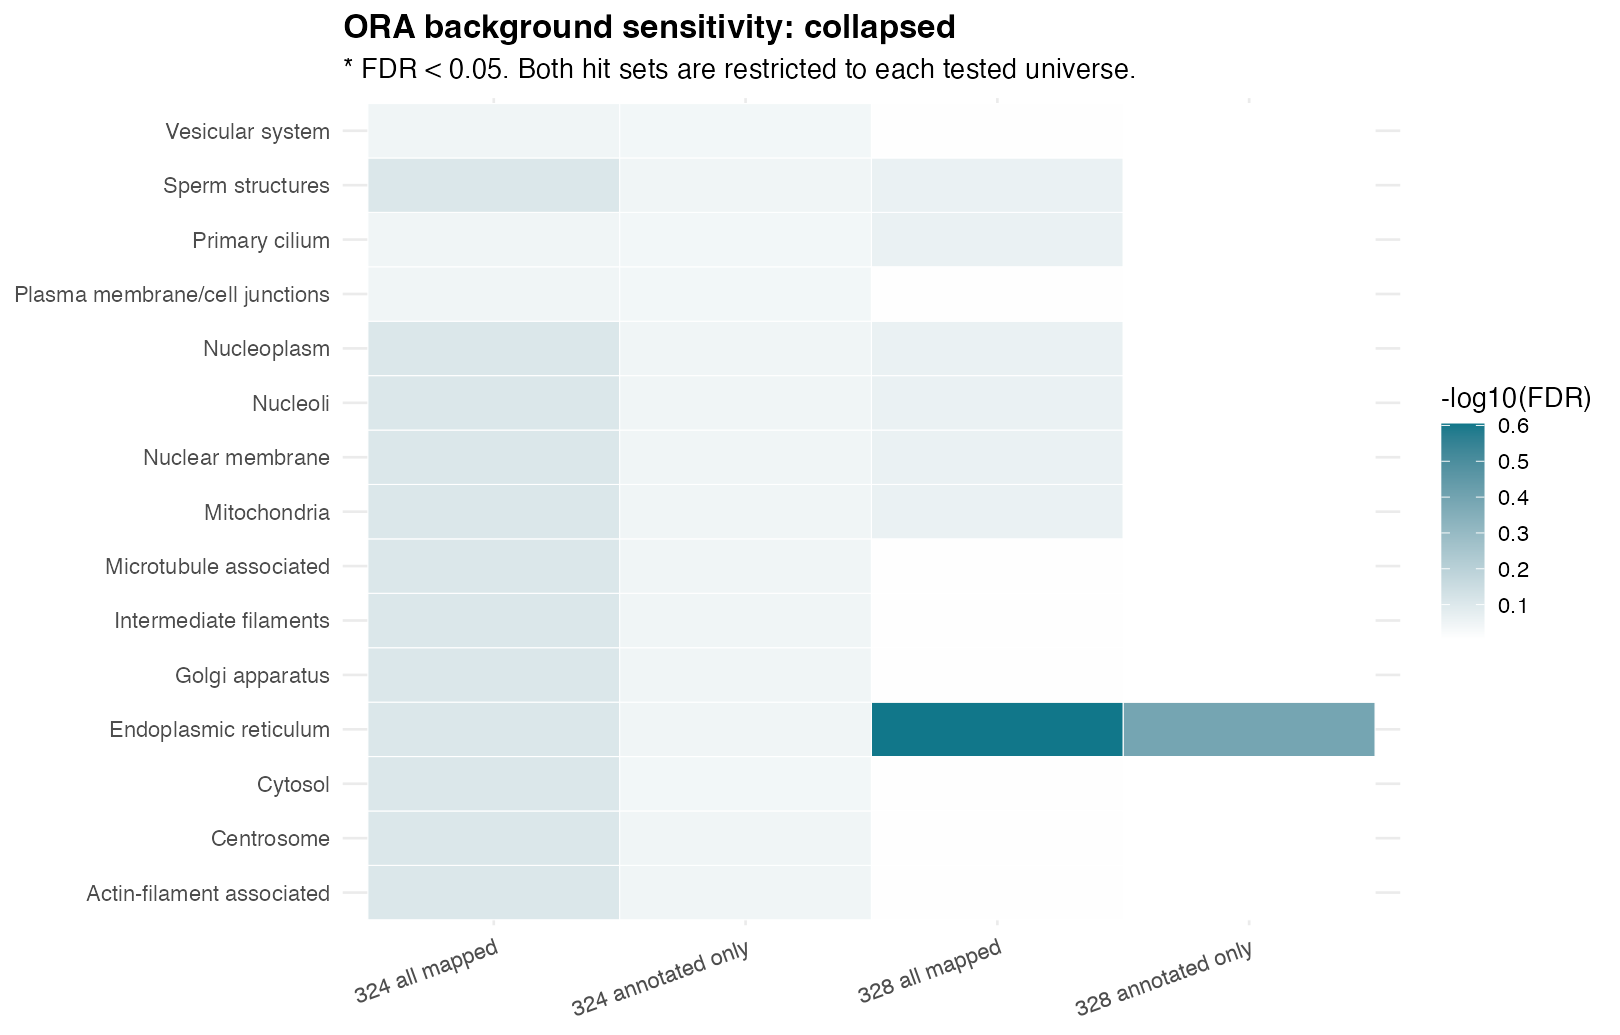 ORA background sensitivity: collapsed
* FDR < 0.05. Both hit sets are restricted to each tested universe.
Vesicular system
Sperm structures
Primary cilium
Plasma membrane/cell junctions
Nucleoplasm
Nucleoli
Nuclear membrane
Mitochondria
Microtubule associated
Intermediate filaments
Golgi apparatus
Endoplasmic reticulum
Cytosol
Centrosome
Actin-filament associated
324 all mapped
324 annotated only
328 all mapped
328 annotated only
-log10(FDR)
0.6
0.5
0.4
0.3
0.2
0.1